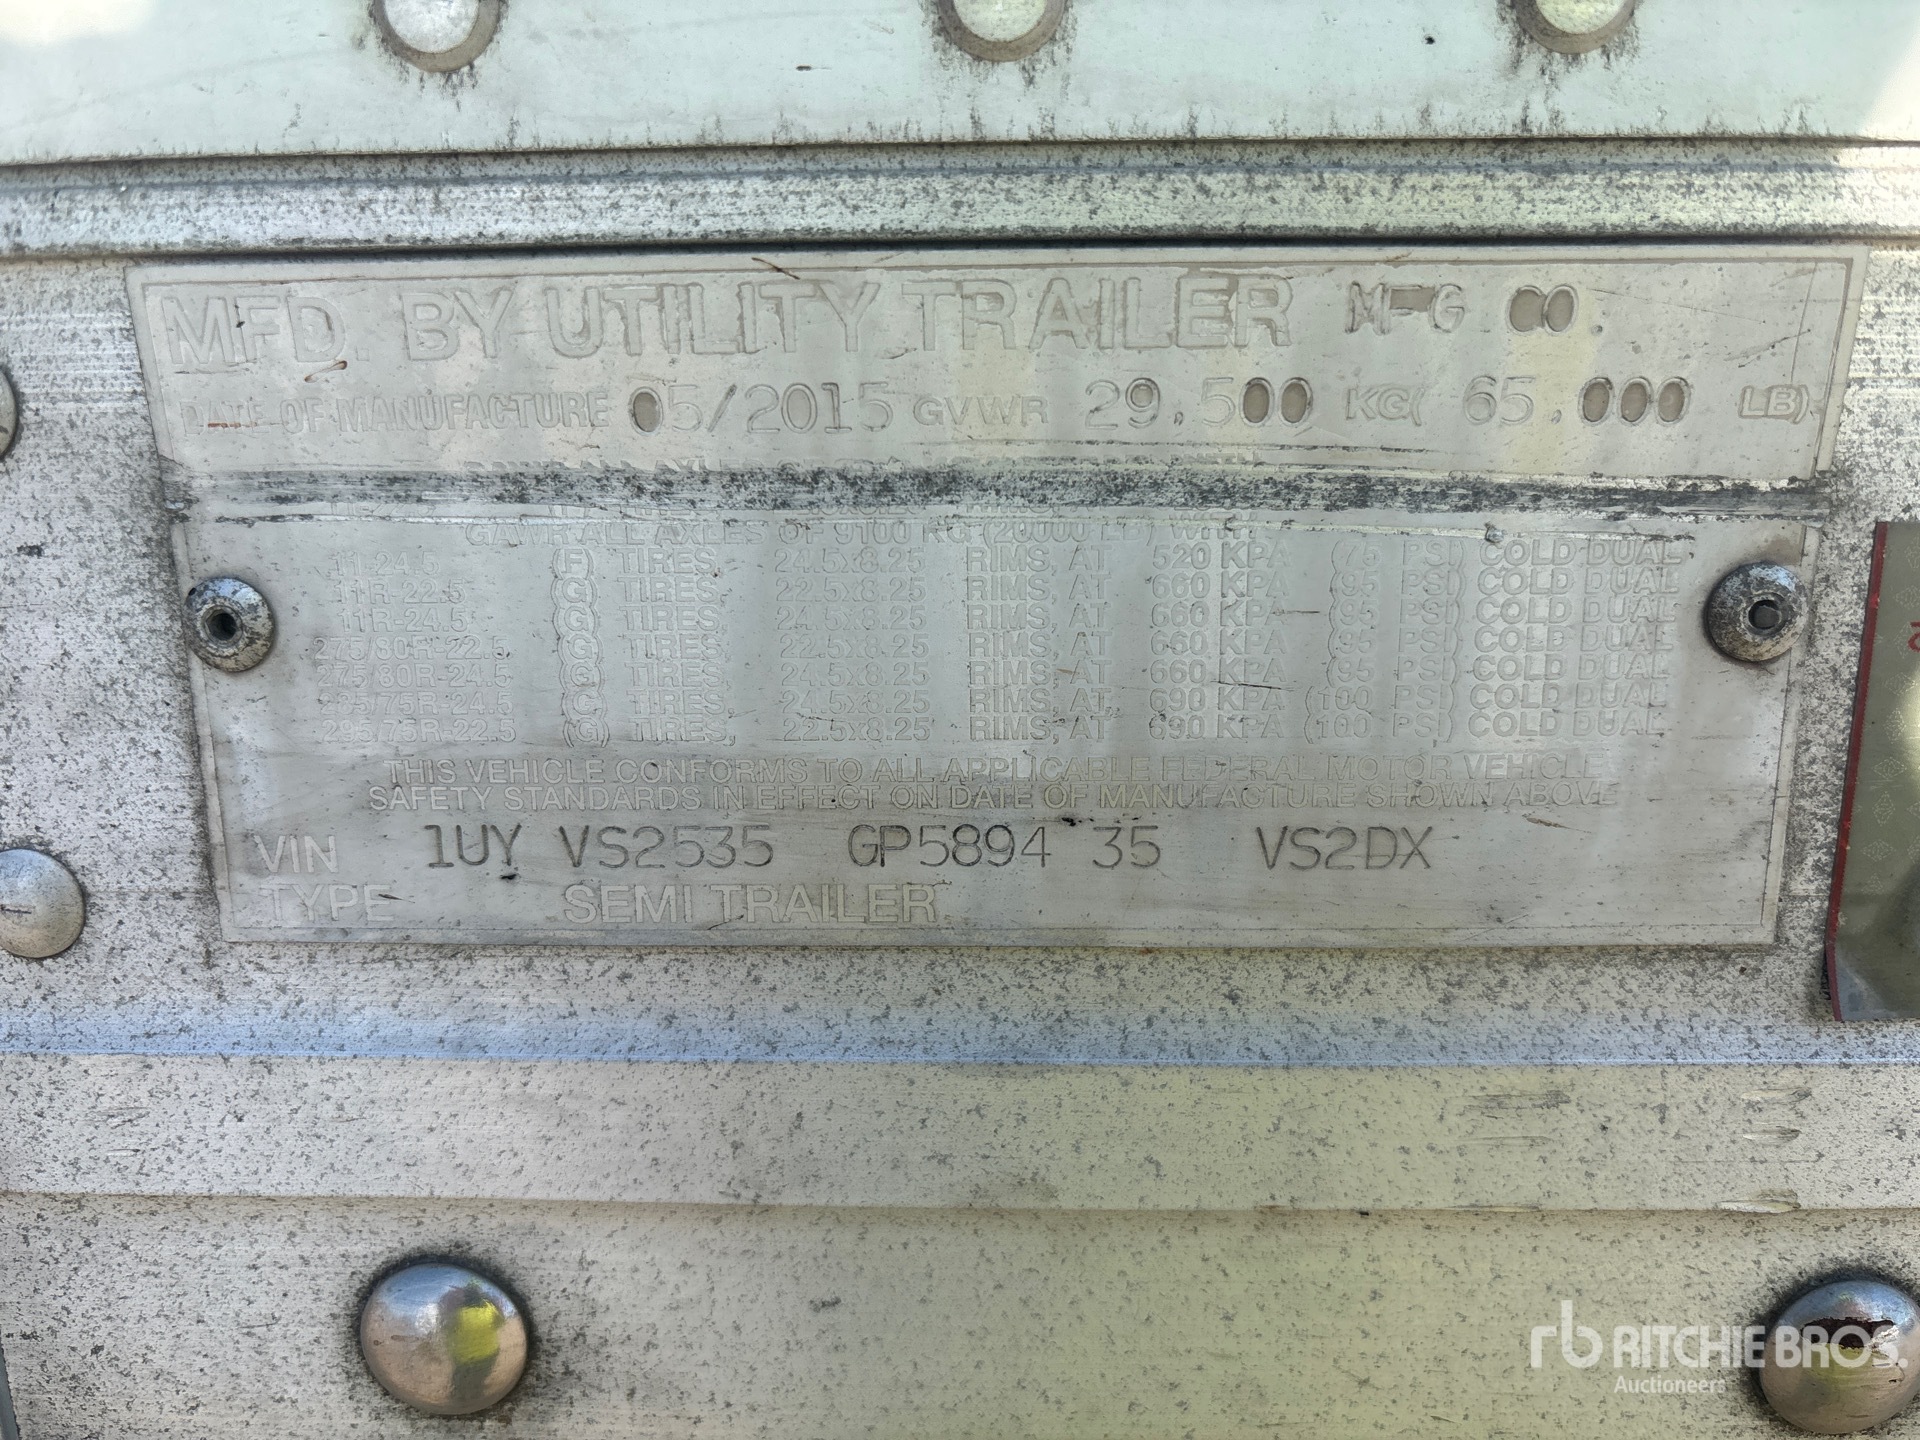 MFD. BY UTILITY TRAILER MFG CO.
DATE OF MANUFACTURE 05/2015 GVWR 29.500 KG( 65.000 LB)
GAWR ALL AXLES OF 9100 KG (20000 LB) WITH
11-24.5 (F) TIRES, 24.5x8.25 RIMS, AT 520 KPA (75 PSI) COLD DUAL
11R-22.5 (G) TIRES, 22.5x8.25 RIMS, AT 660 KPA (95 PSI) COLD DUAL
11R-24.5 (G) TIRES, 24.5x8.25 RIMS, AT 660 KPA (95 PSI) COLD DUAL
275/80R-22.5 (G) TIRES, 22.5x8.25 RIMS, AT 660 KPA (95 PSI) COLD DUAL
275/80R-24.5 (G) TIRES, 24.5x8.25 RIMS, AT 660 KPA (95 PSI) COLD DUAL
285/75R-24.5 (G) TIRES, 24.5x8.25 RIMS, AT 690 KPA (100 PSI) COLD DUAL
295/75R-22.5 (G) TIRES, 22.5x8.25 RIMS, AT 690 KPA (100 PSI) COLD DUAL
THIS VEHICLE CONFORMS TO ALL APPLICABLE FEDERAL MOTOR VEHICLE
SAFETY STANDARDS IN EFFECT ON DATE OF MANUFACTURE SHOWN ABOVE
VIN 1UY VS2535 GP5894 35 VS2DX
TYPE SEMI TRAILER
rb RITCHIE BROS.
Auctioneers